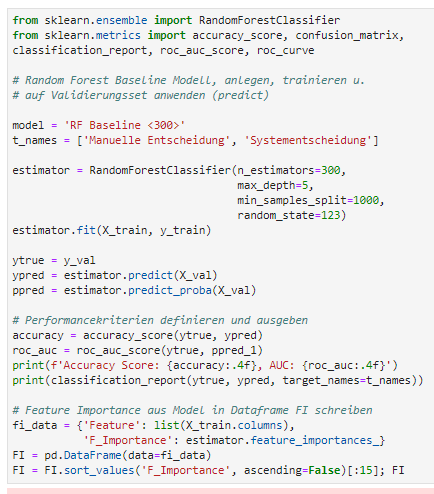 from sklearn.ensemble import RandomForestClassifier
from sklearn.metrics import accuracy_score, confusion_matrix,
classification_report, roc_auc_score, roc_curve
# Random Forest Baseline Modell, anlegen, trainieren u.
# auf Validierungsset anwenden (predict)
model = 'RF Baseline <300>'
t_names = ['Manuelle Entscheidung', 'Systementscheidung']
estimator = RandomForestClassifier(n_estimators=300,
max_depth=5,
min_samples_split=1000,
random_state=123)
estimator.fit(X_train, y_train)
ytrue = y_val
ypred = estimator.predict(X_val)
ppred = estimator.predict_proba(X_val)
# Performancekriterien definieren und ausgeben
accuracy = accuracy_score(ytrue, ypred)
roc_auc = roc_auc_score(ytrue, ppred_1)
print(f'Accuracy Score: {accuracy:.4f}, AUC: {roc_auc:.4f}')
print(classification_report(ytrue, ypred, target_names=t_names))
# Feature Importance aus Model in Dataframe FI schreiben
fi_data = {'Feature': list(X_train.columns),
'F_Importance': estimator.feature_importances_}
FI = pd.DataFrame(data=fi_data)
FI = FI.sort_values('F_Importance', ascending=False)[:15]; FI